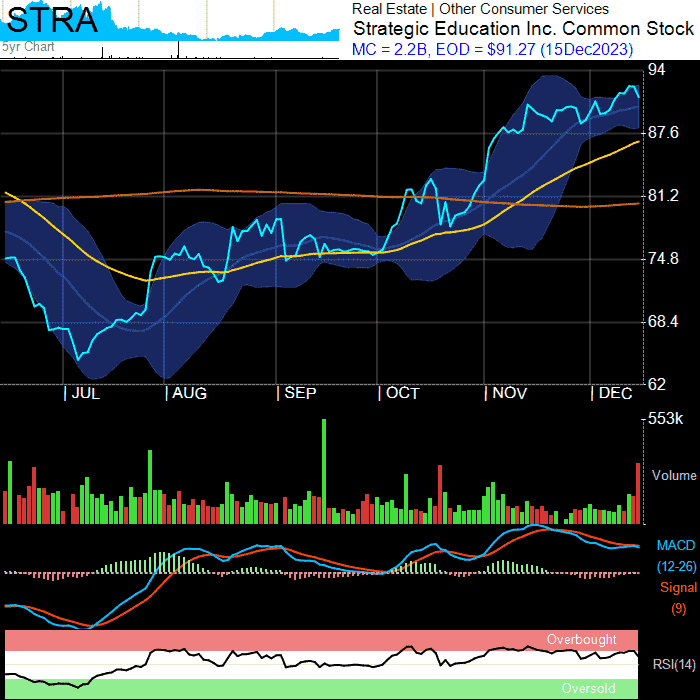 STRA
5yr Chart
Real Estate | Other Consumer Services
Strategic Education Inc. Common Stock
MC = 2.2B, EOD = $91.27 (15Dec2023)
94
87.6
81.2
74.8
68.4
62
| JUL | AUG | SEP | OCT | NOV | DEC
553k
Volume
MACD
(12-26)
Signal
(9)
Overbought
RSI(14)
Oversold